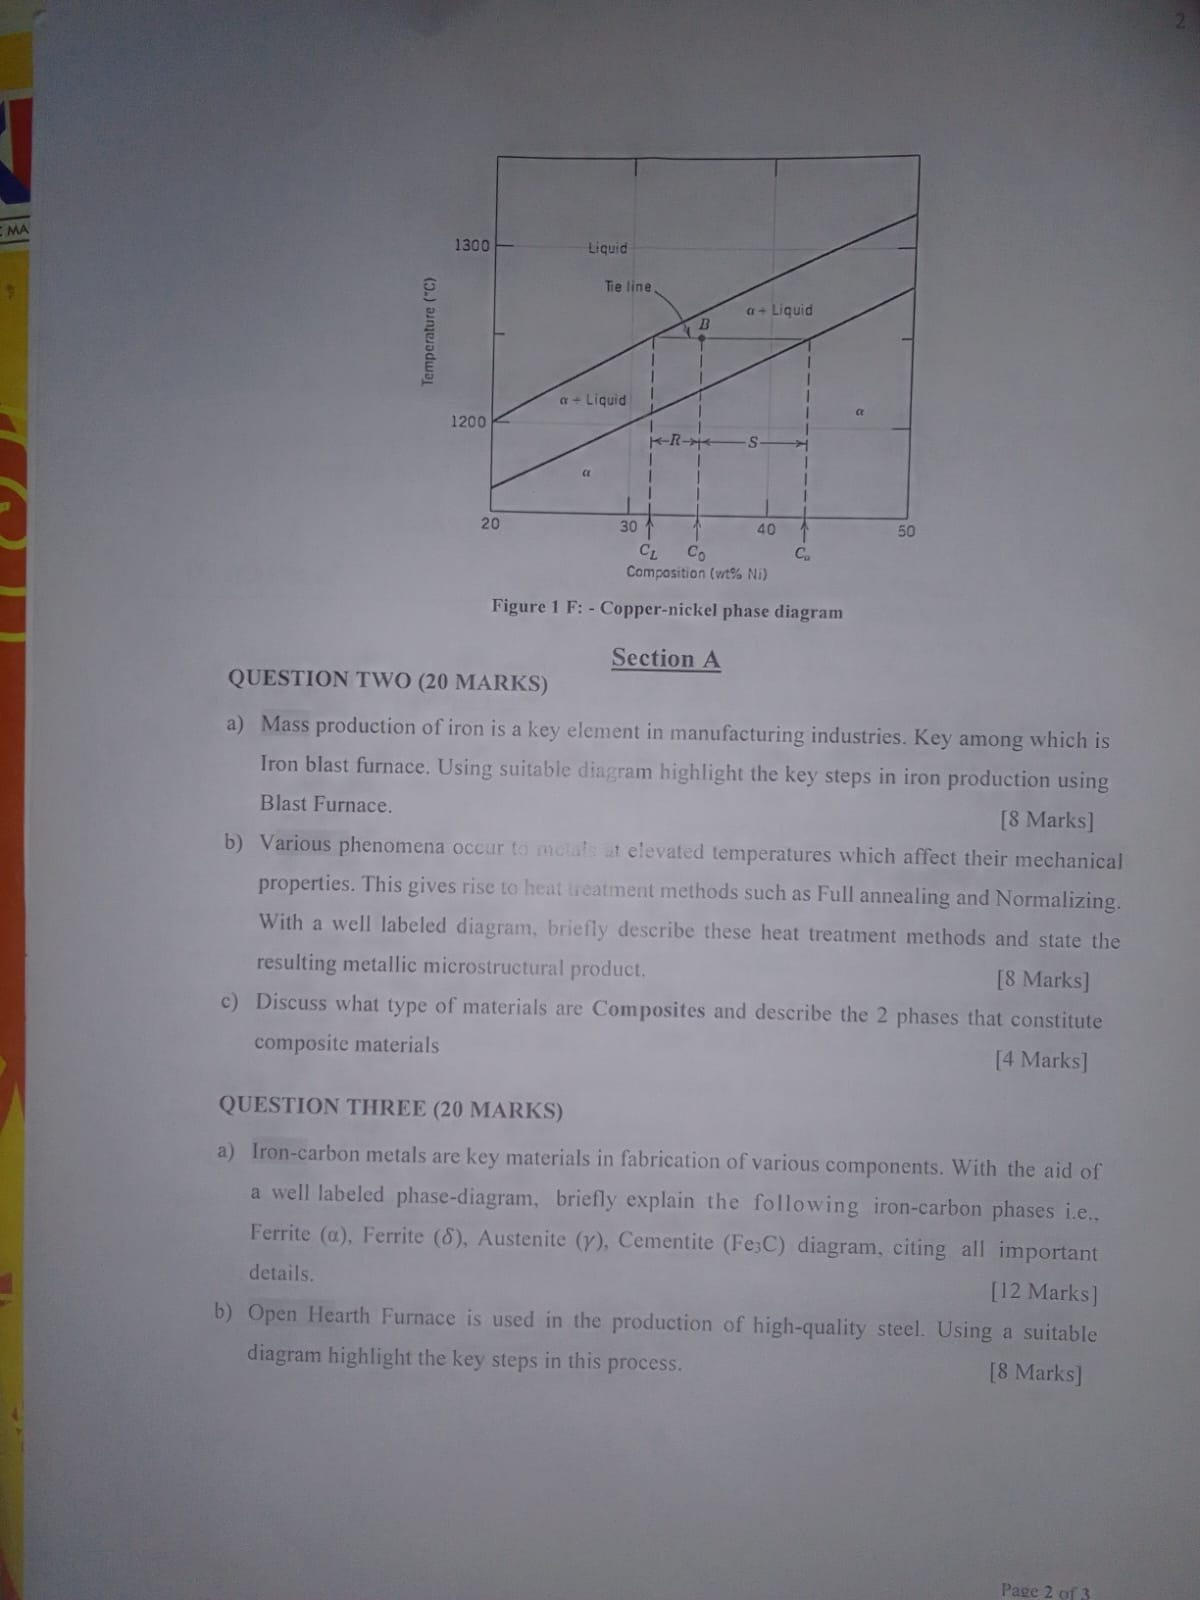 2
MA
1300
Liquid
Tie line
B
α + Liquid
Temperature (°C)
α + Liquid
α
1200
R
S
α
20
30
40
50
CL
C0
Cα
Composition (wt% Ni)
Figure 1 F: - Copper-nickel phase diagram
Section A
QUESTION TWO (20 MARKS)
a) Mass production of iron is a key element in manufacturing industries. Key among which is
Iron blast furnace. Using suitable diagram highlight the key steps in iron production using
Blast Furnace. [8 Marks]
b) Various phenomena occur to metals at elevated temperatures which affect their mechanical
properties. This gives rise to heat treatment methods such as Full annealing and Normalizing.
With a well labeled diagram, briefly describe these heat treatment methods and state the
resulting metallic microstructural product. [8 Marks]
c) Discuss what type of materials are Composites and describe the 2 phases that constitute
composite materials [4 Marks]
QUESTION THREE (20 MARKS)
a) Iron-carbon metals are key materials in fabrication of various components. With the aid of
a well labeled phase-diagram, briefly explain the following iron-carbon phases i.e.,
Ferrite (α), Ferrite (δ), Austenite (γ), Cementite (Fe3C) diagram, citing all important
details. [12 Marks]
b) Open Hearth Furnace is used in the production of high-quality steel. Using a suitable
diagram highlight the key steps in this process. [8 Marks]
Page 2 of 3